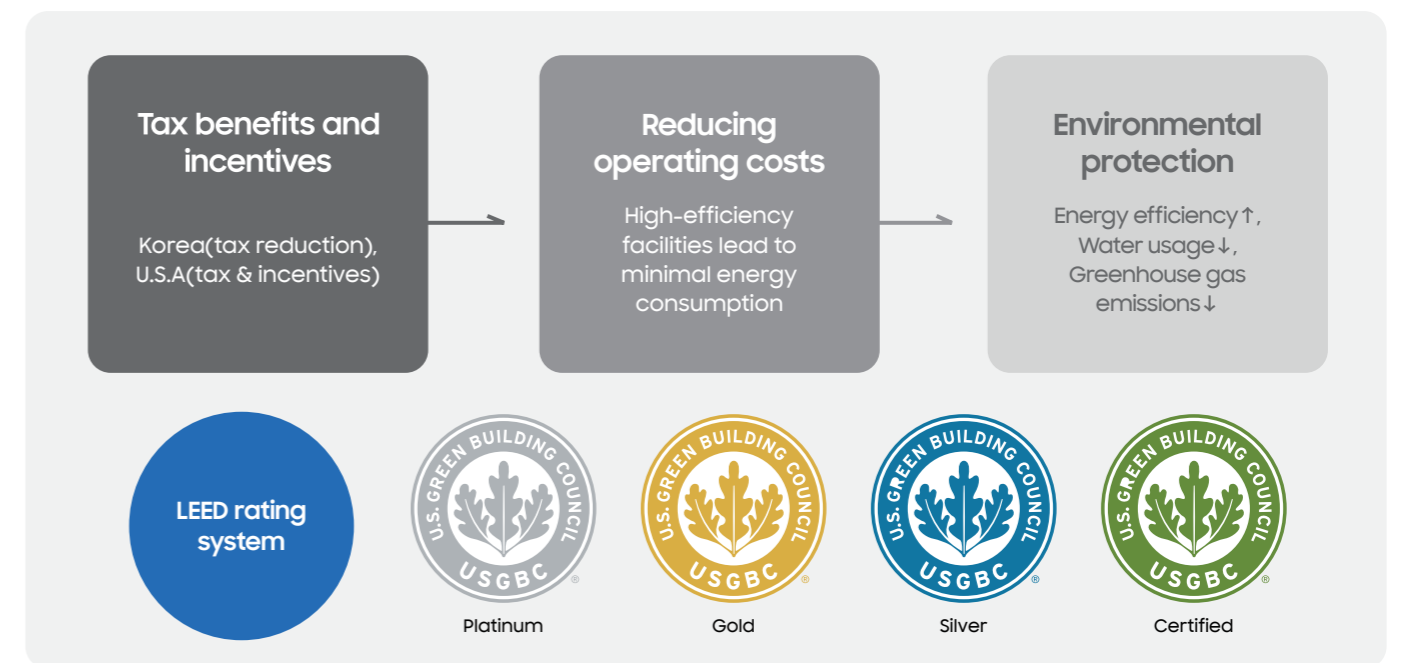 Tax benefits and
incentives
Korea(tax reduction),
U.S.A(tax & incentives)
Reducing
operating costs
High-efficiency
facilities lead to
minimal energy
consumption
Environmental
protection
Energy efficiency↑,
Water usage↓,
Greenhouse gas
emissions↓
LEED rating
system
U.S. GREEN BUILDING COUNCIL
USGBC
®
Platinum
U.S. GREEN BUILDING COUNCIL
USGBC
®
Gold
U.S. GREEN BUILDING COUNCIL
USGBC
®
Silver
U.S. GREEN BUILDING COUNCIL
USGBC
®
Certified